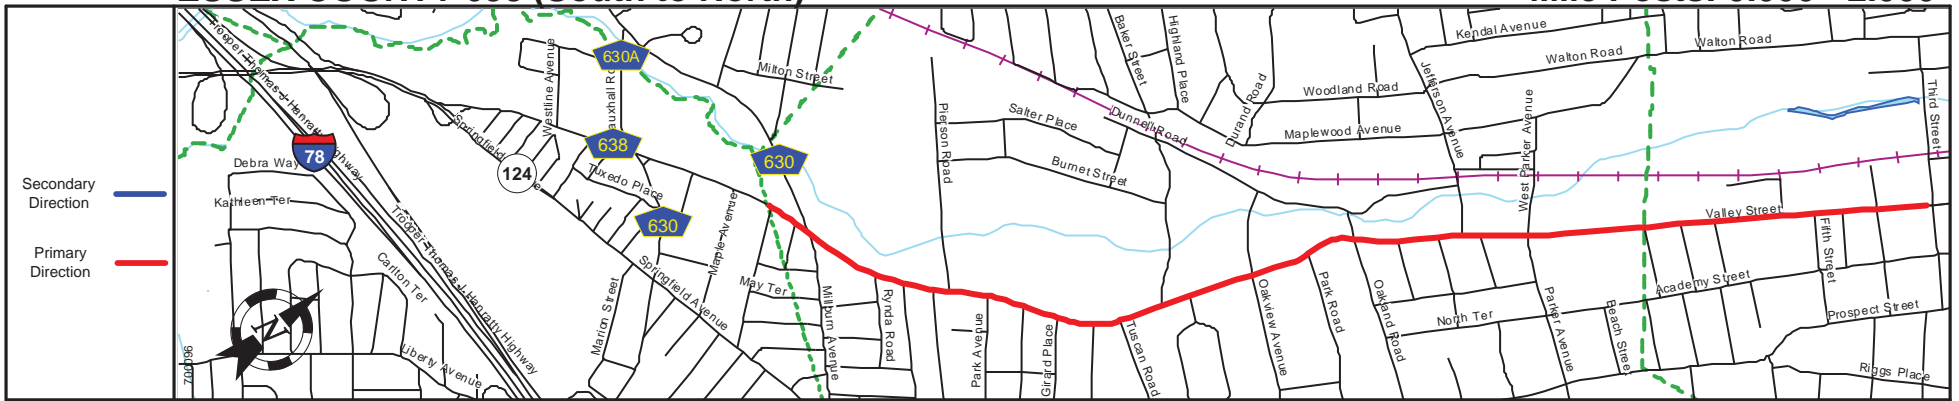 Secondary
Direction
Primary
Direction
Trooper Thomas J Hanratty Highway
78
Debra Way
Kathleen Ter
Carlton Ter
Trooper Thomas J Hanratty Highway
Liberty Avenue
700096
N
Springfield
124
Westline Avenue
630A
638
Tuxedo Place
630
Maple Avenue
Springfield Avenue
Marion Street
May Ter
Milton Street
630
Millburn Avenue
Rynda Road
Pierson Road
Park Avenue
Girard Place
Tuscan Road
Salter Place
Burnet Street
Dunnell Road
Baker Street
Highland Place
Durand Road
Woodland Road
Maplewood Avenue
Jefferson Avenue
Kendal Avenue
Walton Road
Walton Road
West Parker Avenue
Third Street
Valley Street
Oakview Avenue
Park Road
Oakland Road
North Ter
Parker Avenue
Beach Street
Academy Street
Fifth Street
Prospect Street
Riggs Place